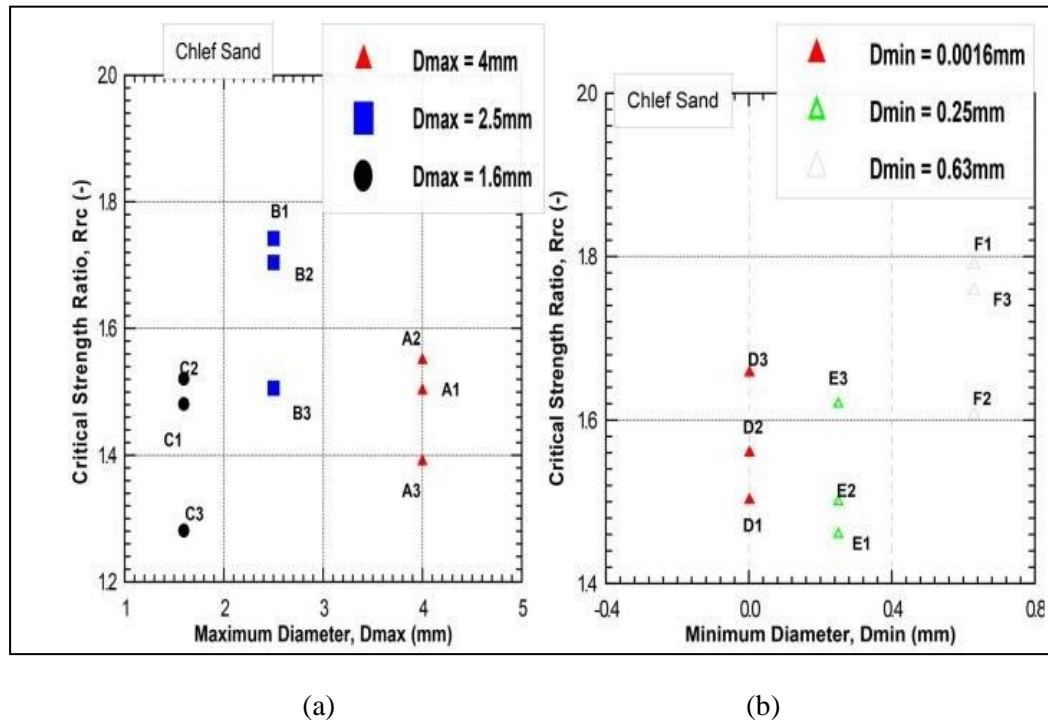 Chlef Sand
Dmax = 4mm
Dmax = 2.5mm
Dmax = 1.6mm
Critical Strength Ratio, Rrc (-)
20
1.8
1.6
1.4
12
B1
B2
B3
A2
A1
A3
C2
C1
C3
1
2
3
4
5
Maximum Diameter, Dmax (mm)
(a)
Chlef Sand
Dmin = 0.0016mm
Dmin = 0.25mm
Dmin = 0.63mm
Critical Strength Ratio, Rrc (-)
2.0
1.8
1.6
1.4
F1
F3
F2
D3
D2
D1
E3
E2
E1
-0.4
0.0
0.4
0.8
Minimum Diameter, Dmin (mm)
(b)